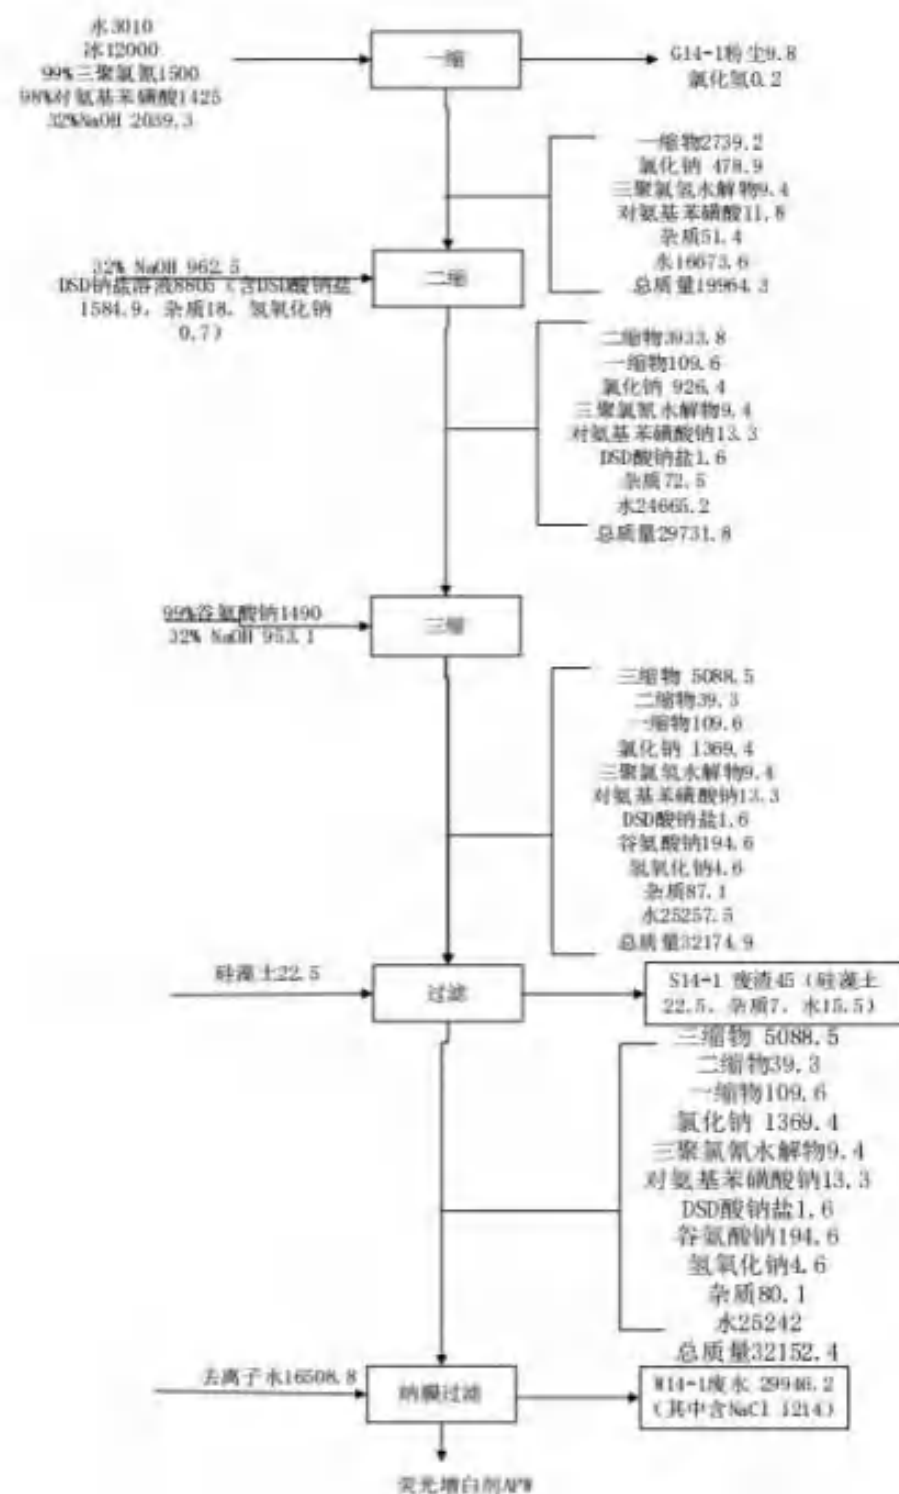 水3010
冰12000
99%三聚氯氰1500
98%对氨基苯磺酸1425
32%NaOH 2039.3
一缩
G14-1粉尘9.8
氯化氢0.2
一缩物2739.2
氯化钠 478.9
三聚氯氢水解物9.4
对氨基苯磺酸11.8
杂质51.4
水16673.6
总质量19964.3
32% NaOH 962.5
DSD钠盐溶液8805（含DSD酸钠盐
1584.9，杂质18，氢氧化钠
0.7）
二缩
二缩物3933.8
一缩物109.6
氯化钠 926.4
三聚氯氰水解物9.4
对氨基苯磺酸钠13.3
DSD酸钠盐1.6
杂质72.5
水24665.2
总质量29731.8
99%谷氨酸钠1490
32% NaOH 953.1
三缩
三缩物 5088.5
二缩物39.3
一缩物109.6
氯化钠 1369.4
三聚氯氢水解物9.4
对氨基苯磺酸钠13.3
DSD酸钠盐1.6
谷氨酸钠194.6
氢氧化钠4.6
杂质87.1
水25257.5
总质量32174.9
硅藻土22.5
过滤
S14-1 废渣45（硅藻土
22.5，杂质7，水15.5）
三缩物 5088.5
二缩物39.3
一缩物109.6
氯化钠 1369.4
三聚氯氰水解物9.4
对氨基苯磺酸钠13.3
DSD酸钠盐1.6
谷氨酸钠194.6
氢氧化钠4.6
杂质80.1
水25242
总质量32152.4
去离子水16508.8
纳膜过滤
W14-1废水 29946.2
（其中含NaCl 1214）
荧光增白剂APW